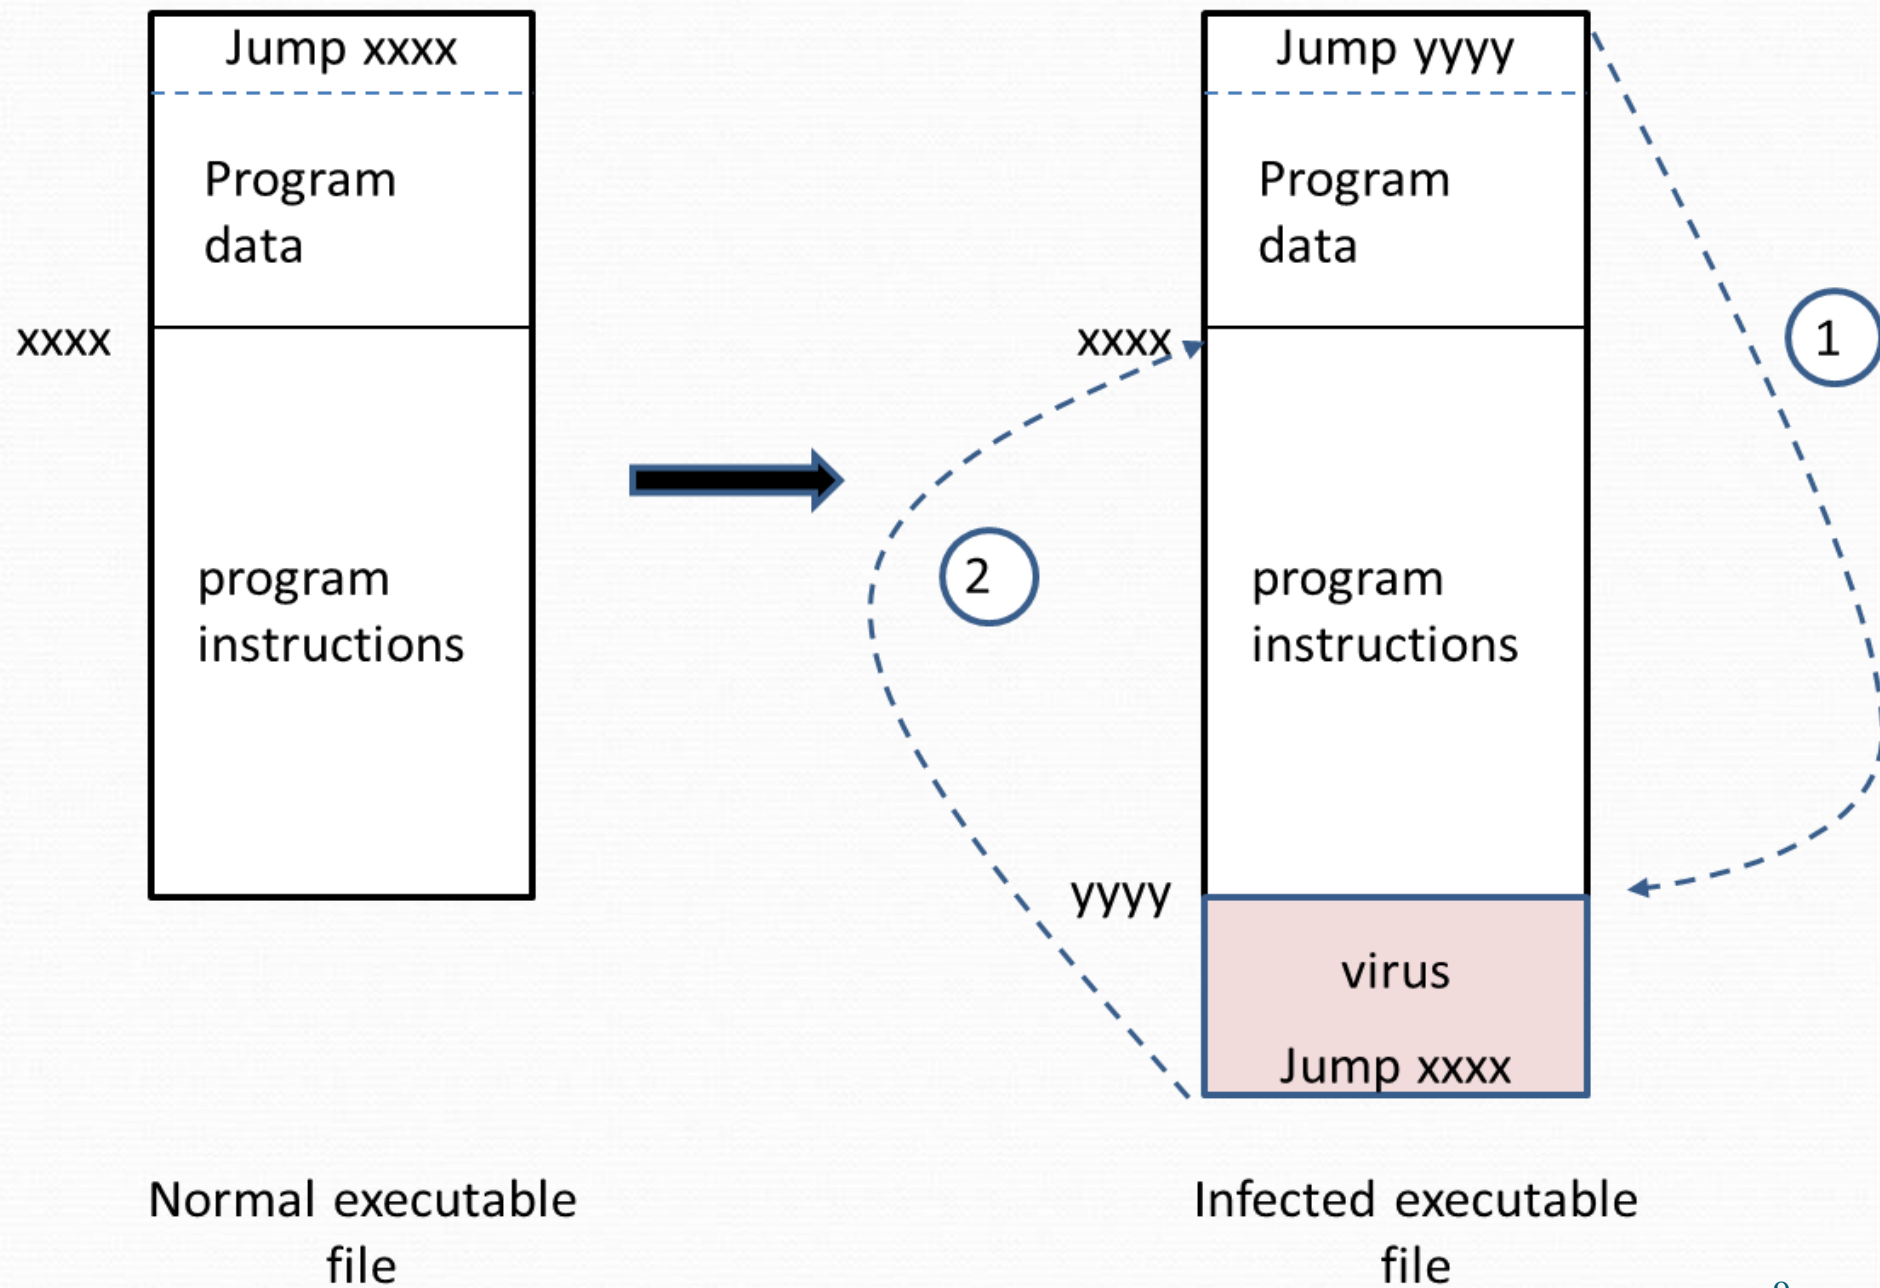 Jump xxxx
Program
data
xxxx
program
instructions
Normal executable
file
Jump yyyy
Program
data
xxxx
1
2
program
instructions
yyyy
virus
Jump xxxx
Infected executable
file